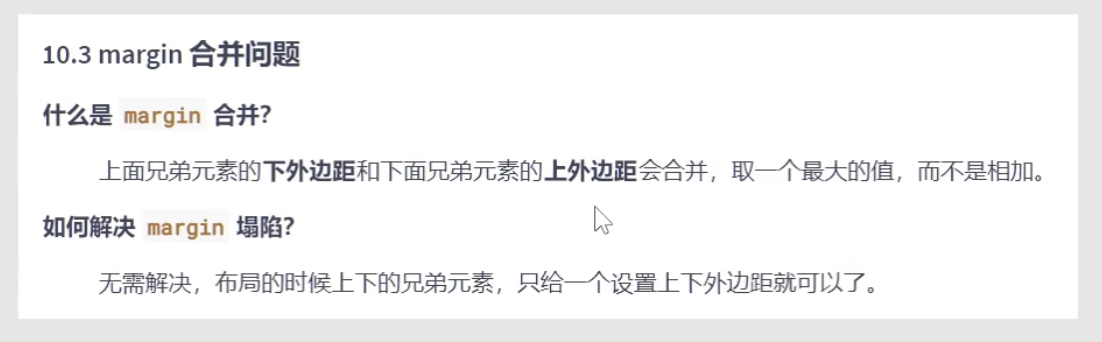 10.3 margin 合并问题
什么是 margin 合并?
上面兄弟元素的下外边距和下面兄弟元素的上外边距会合并，取一个最大的值，而不是相加。
如何解决 margin 塌陷?
无需解决，布局的时候上下的兄弟元素，只给一个设置上下外边距就可以了。